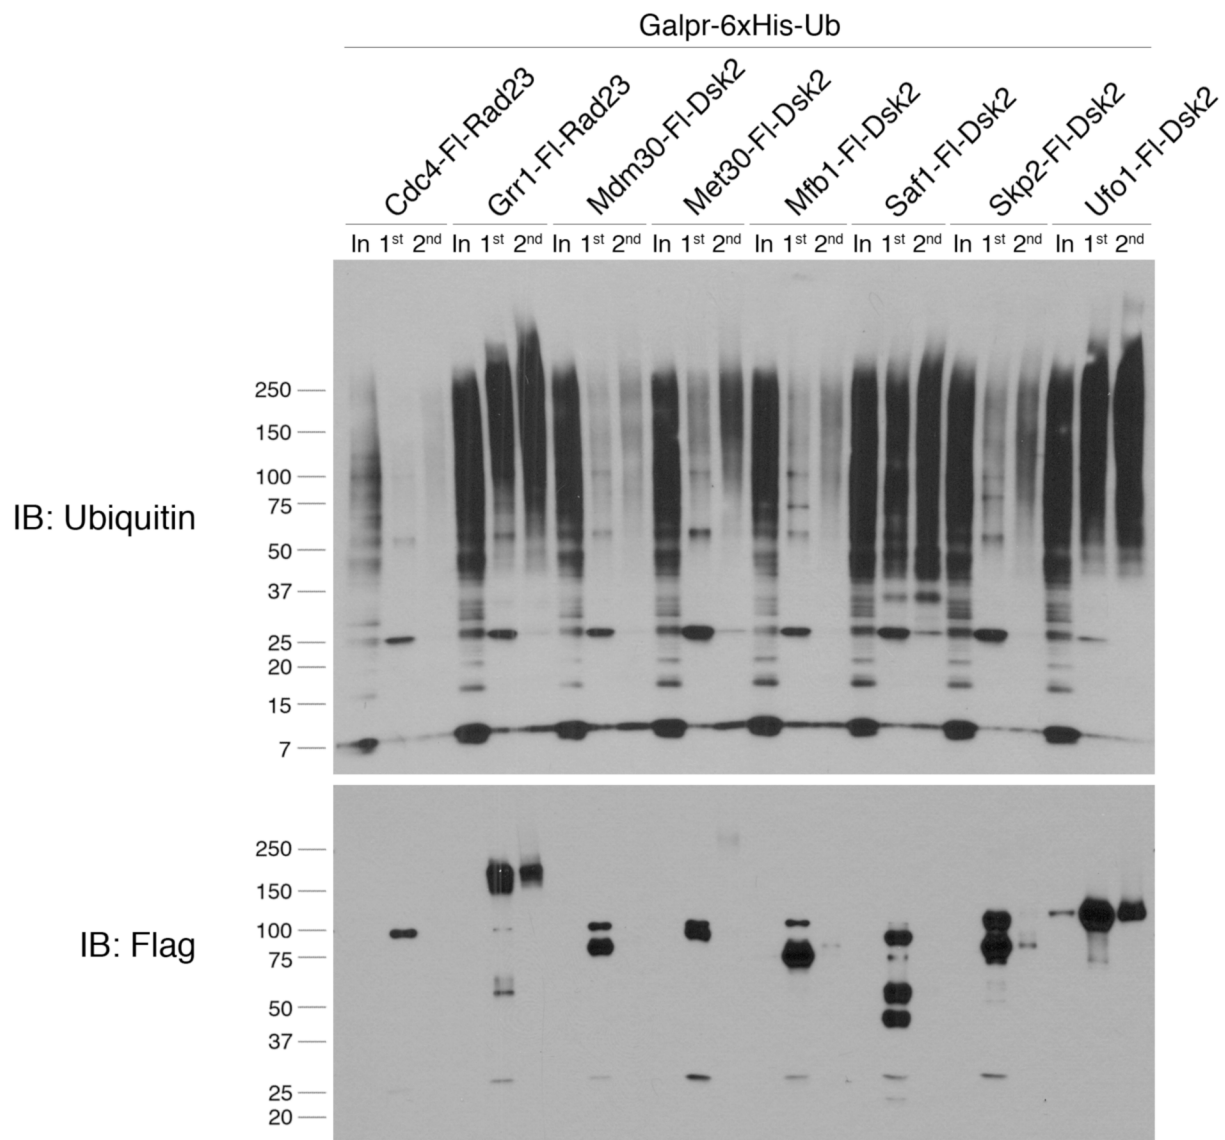 Galpr-6xHis-Ub
Cdc4-Fl-Rad23
Grr1-Fl-Rad23
Mdm30-Fl-Dsk2
Met30-Fl-Dsk2
Mfb1-Fl-Dsk2
Saf1-Fl-Dsk2
Skp2-Fl-Dsk2
Ufo1-Fl-Dsk2
In 1st 2nd In 1st 2nd In 1st 2nd In 1st 2nd In 1st 2nd In 1st 2nd In 1st 2nd In 1st 2nd
250
150
100
75
IB: Ubiquitin
50
37
25
20
15
7
250
150
100
IB: Flag
75
50
37
25
20